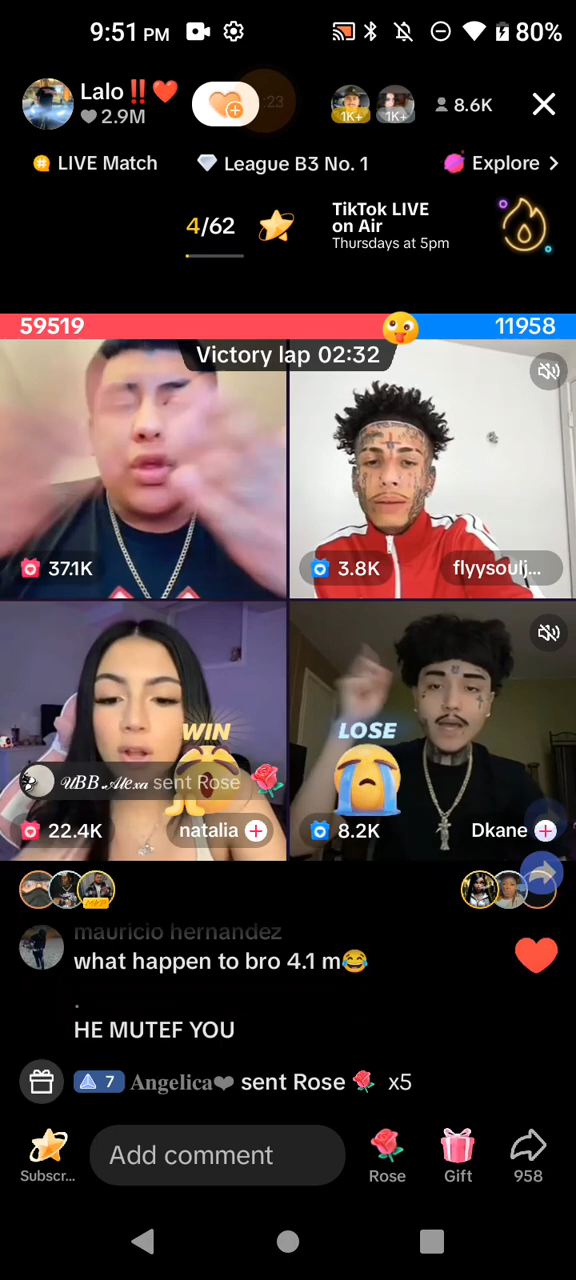 9:51 PM
80%
Lalo‼️❤️
2.9M
1K+
1K+
8.6K
LIVE Match
League B3 No. 1
Explore >
4/62
TikTok LIVE
on Air
Thursdays at 5pm
59519
11958
Victory lap 02:32
37.1K
3.8K
flyysoulj...
WIN
LOSE
𝒰𝐵𝐵.𝒜𝓁𝑒𝓍𝒶 sent Rose
22.4K
natalia
8.2K
Dkane
mauricio hernandez
what happen to bro 4.1 m😂
.
HE MUTEF YOU
7 𝐀𝐧𝐠𝐞𝐥𝐢𝐜𝐚❤ sent Rose x5
Add comment
Subscr...
Rose
Gift
958